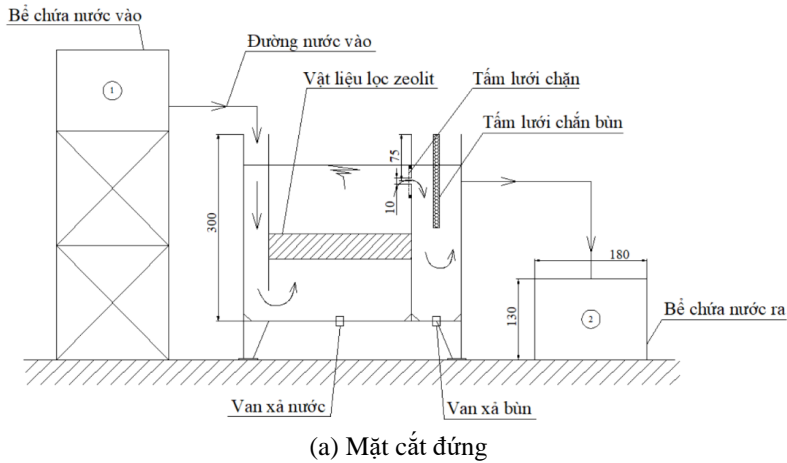 Bể chứa nước vào
Đường nước vào
Vật liệu lọc zeolit
Tấm lưới chặn
Tấm lưới chắn bùn
1
75
10
300
180
130
2
Bể chứa nước ra
Van xả nước
Van xả bùn
(a) Mặt cắt đứng